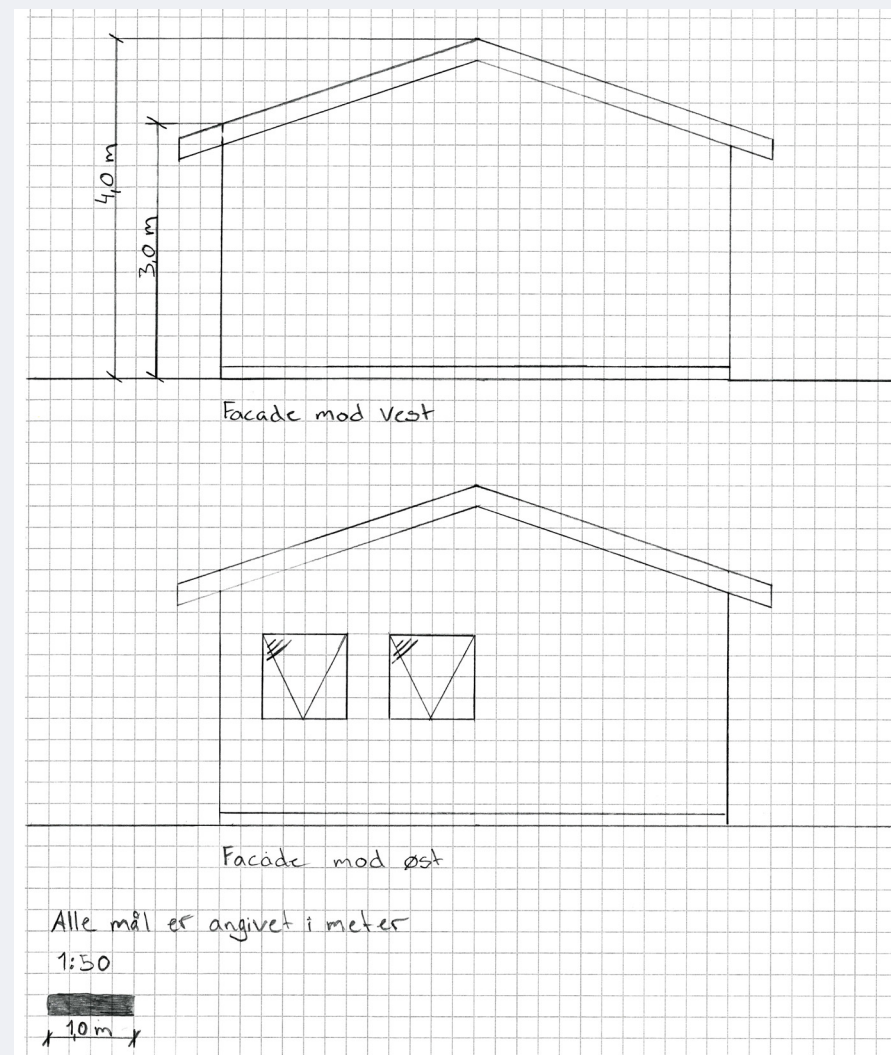 4,0 m
3,0 m
Facade mod vest
Facade mod øst
Alle mål er angivet i meter
1:50
1,0 m